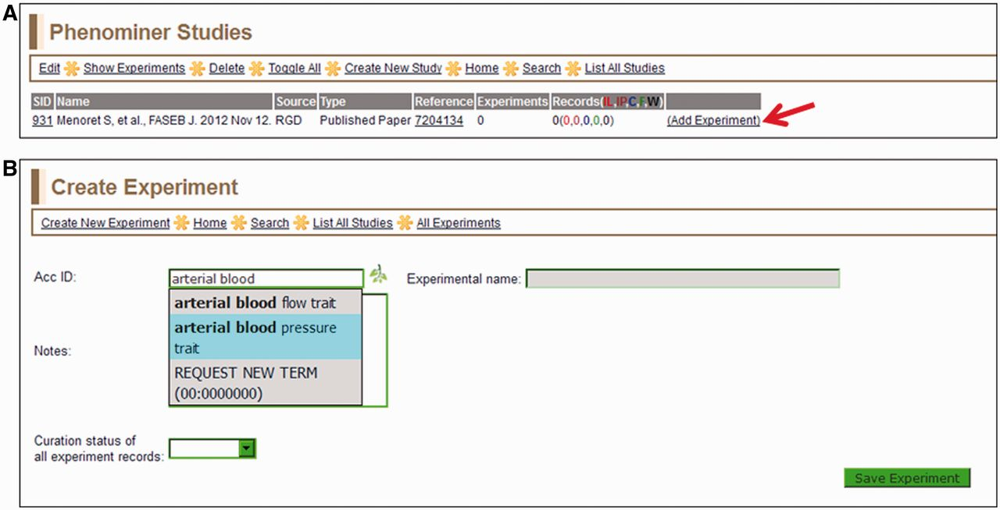 A
Phenominer Studies
Edit Show Experiments Delete Toggle All Create New Study Home Search List All Studies
SID Name Source Type Reference Experiments Records(IL,IP,C,F,W)
931 Menoret S, et al., FASEB J. 2012 Nov 12. RGD Published Paper 7204134 0 0(0,0,0,0,0) (Add Experiment)
B
Create Experiment
Create New Experiment Home Search List All Studies All Experiments
Acc ID: arterial blood Experimental name:
arterial blood flow trait
arterial blood pressure
trait
Notes:
REQUEST NEW TERM
(00:0000000)
Curation status of
all experiment records:
Save Experiment